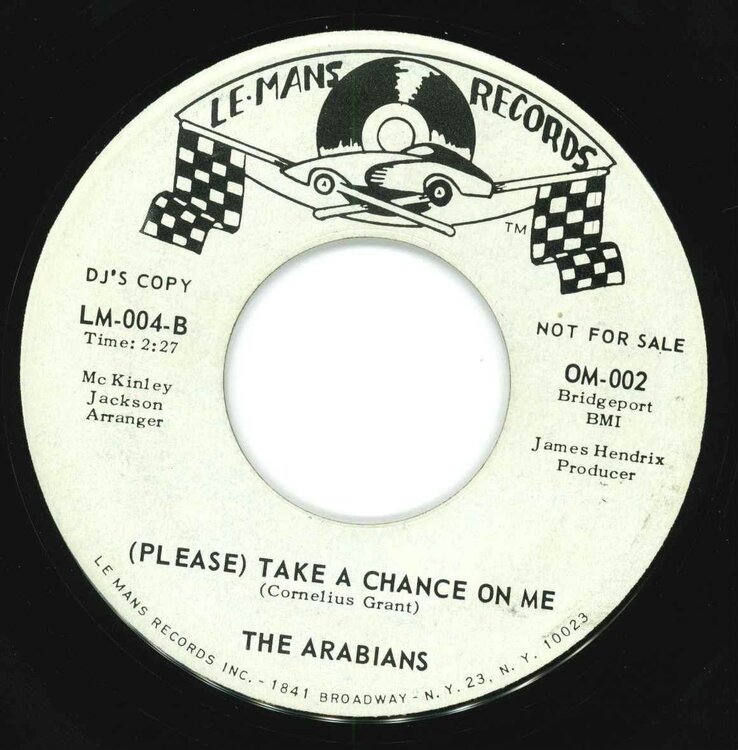 LE·MANS RECORDS
TM
DJ'S COPY
LM-004-B
Time: 2:27
Mc Kinley
Jackson
Arranger
NOT FOR SALE
OM-002
Bridgeport
BMI
James Hendrix
Producer
(PLEASE) TAKE A CHANCE ON ME
(Cornelius Grant)
THE ARABIANS
LE MANS RECORDS INC. - 1841 BROADWAY - N. Y. 23, N. Y. 10023